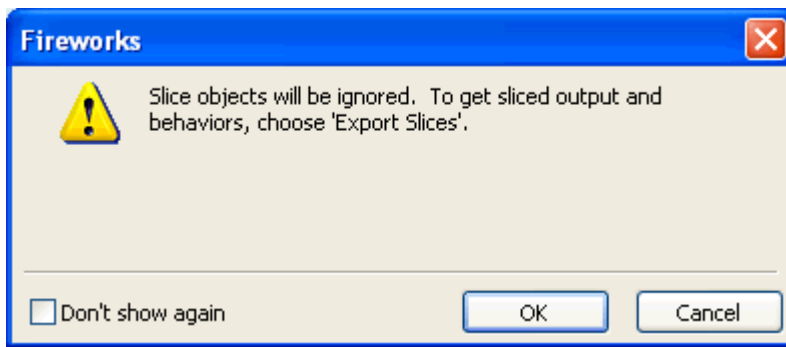 Fireworks
Slice objects will be ignored.  To get sliced output and
behaviors, choose 'Export Slices'.
Don't show again
OK
Cancel